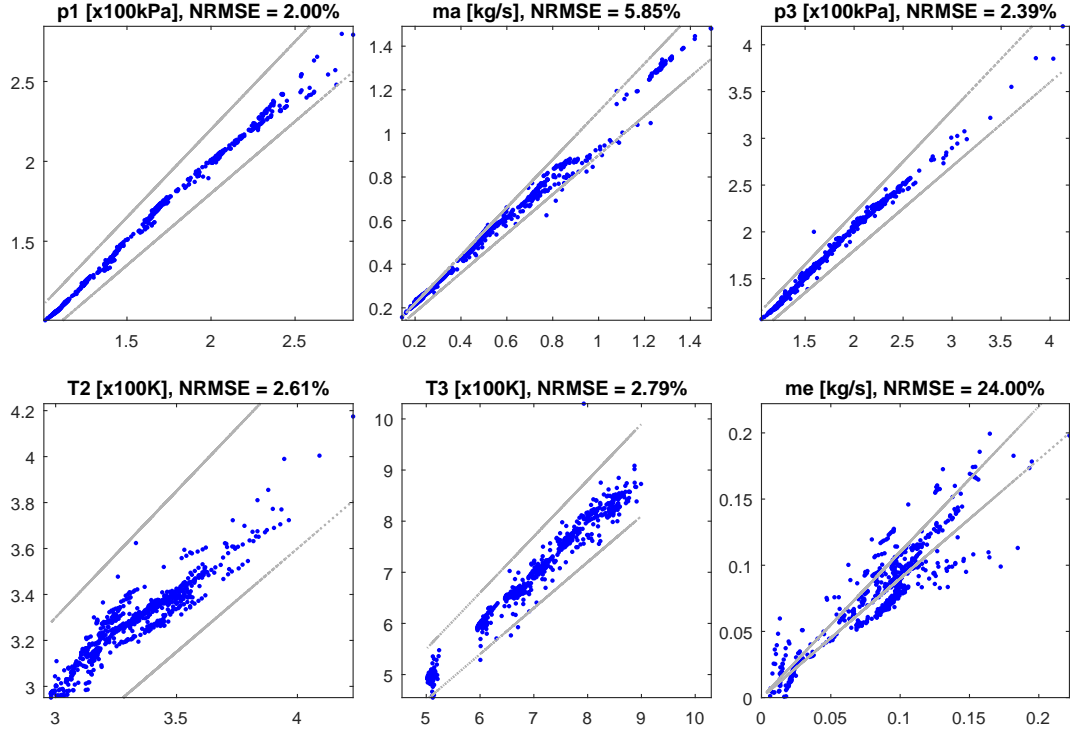 p1 [x100kPa], NRMSE = 2.00%
2.5
2
1.5
1.5 2 2.5
ma [kg/s], NRMSE = 5.85%
1.4
1.2
1
0.8
0.6
0.4
0.2
0.2 0.4 0.6 0.8 1 1.2 1.4
p3 [x100kPa], NRMSE = 2.39%
4
3.5
3
2.5
2
1.5
1.5 2 2.5 3 3.5 4
T2 [x100K], NRMSE = 2.61%
4.2
4
3.8
3.6
3.4
3.2
3
3 3.5 4
T3 [x100K], NRMSE = 2.79%
10
9
8
7
6
5
5 6 7 8 9 10
me [kg/s], NRMSE = 24.00%
0.2
0.15
0.1
0.05
0
0 0.05 0.1 0.15 0.2